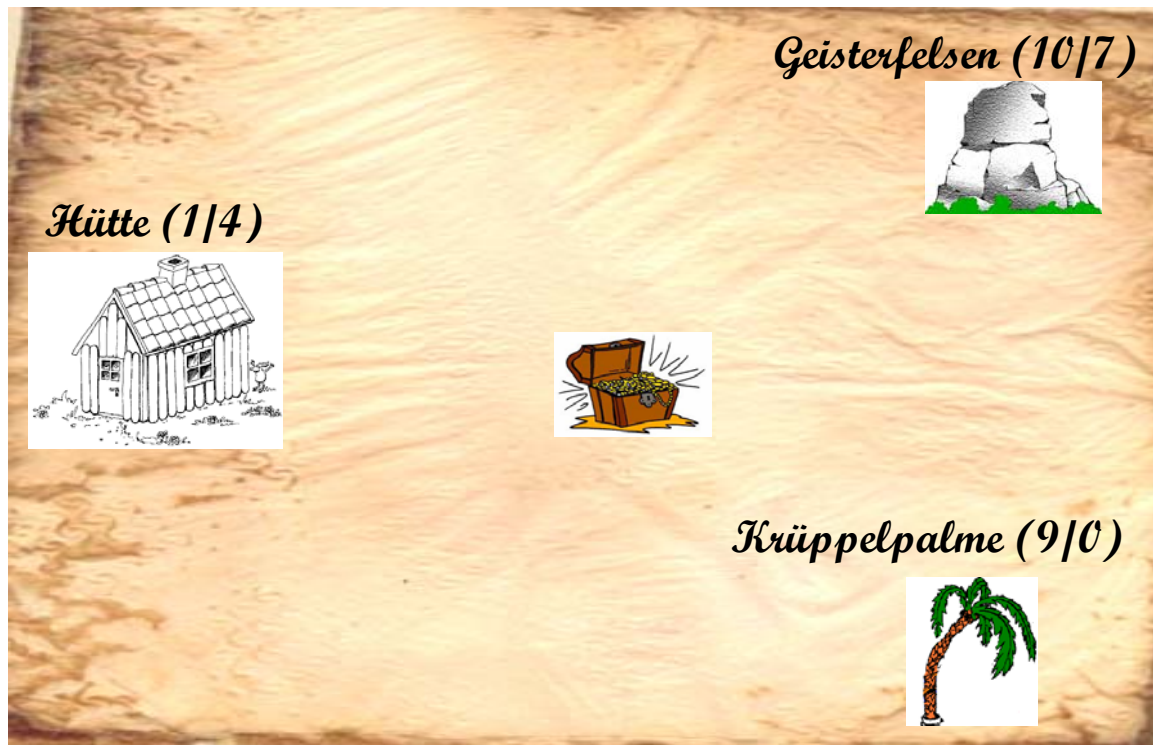 Geisterfelsen (10/7)
Hütte (1/4)
Krüppelpalme (9/0)